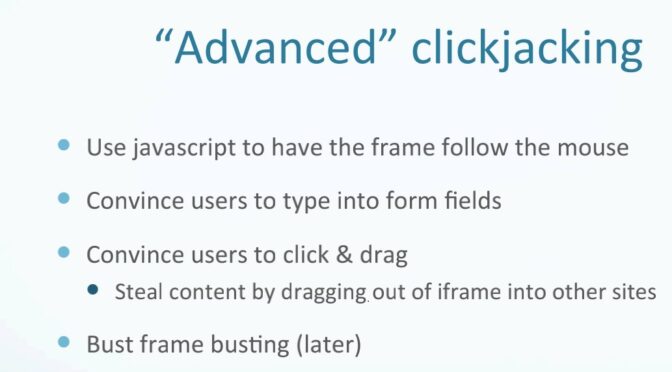 “Advanced” clickjacking
Use javascript to have the frame follow the mouse
Convince users to type into form fields
Convince users to click & drag
Steal content by dragging out of iframe into other sites
Bust frame busting (later)